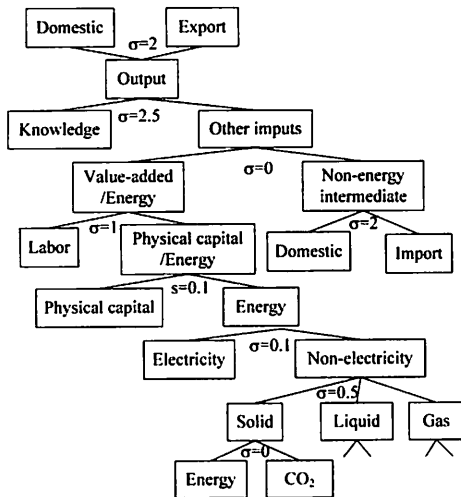 Domestic
Export
σ=2
Output
σ=2.5
Knowledge
Other imputs
σ=0
Value-added
/Energy
Non-energy
intermediate
σ=1
σ=2
Labor
Physical capital
/Energy
Domestic
Import
s=0.1
Physical capital
Energy
σ=0.1
Electricity
Non-electricity
σ=0.5
Solid
Liquid
Gas
σ=0
Energy
CO₂